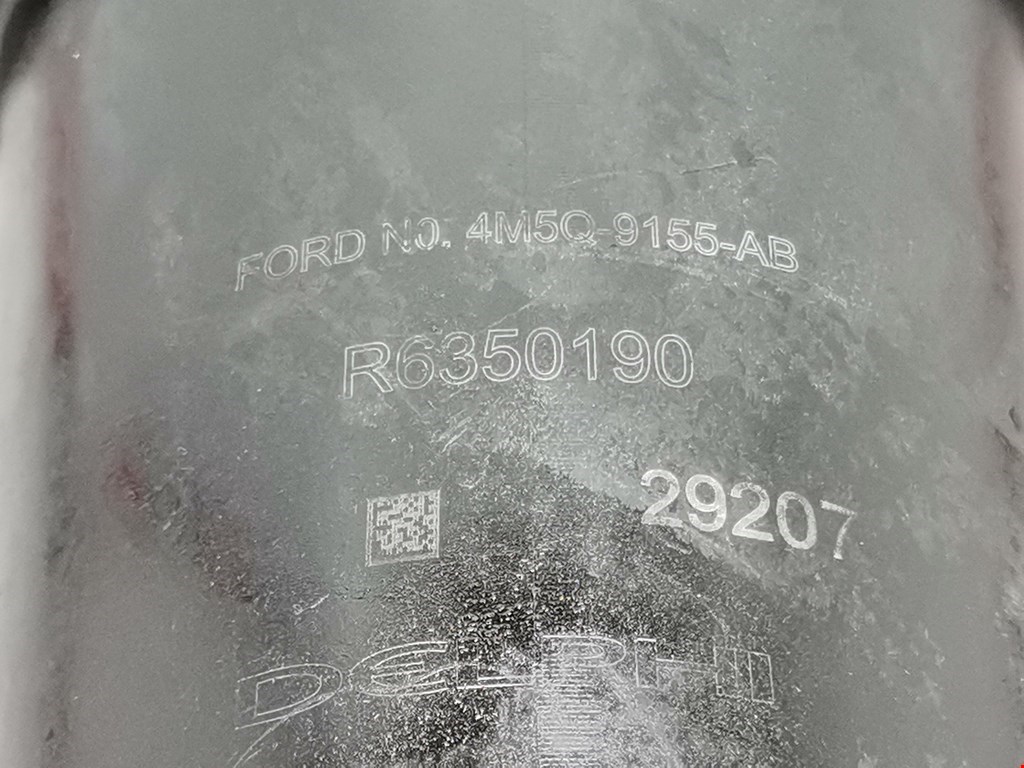 FORD NO. 4M5Q-9155-AB
R6350190
29207
DELPHI